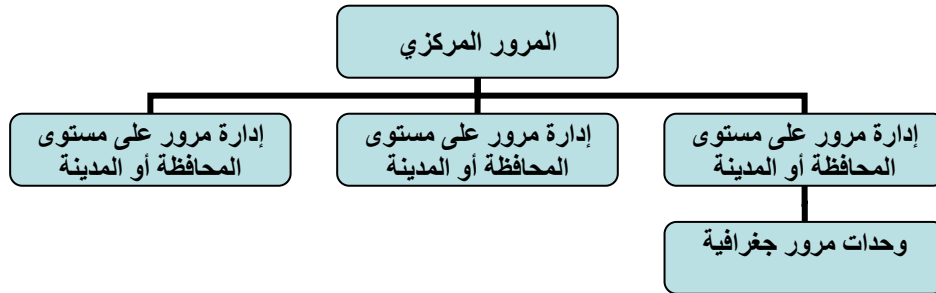 المرور المركزي
إدارة مرور على مستوى
المحافظة أو المدينة
إدارة مرور على مستوى
المحافظة أو المدينة
إدارة مرور على مستوى
المحافظة أو المدينة
وحدات مرور جغرافية